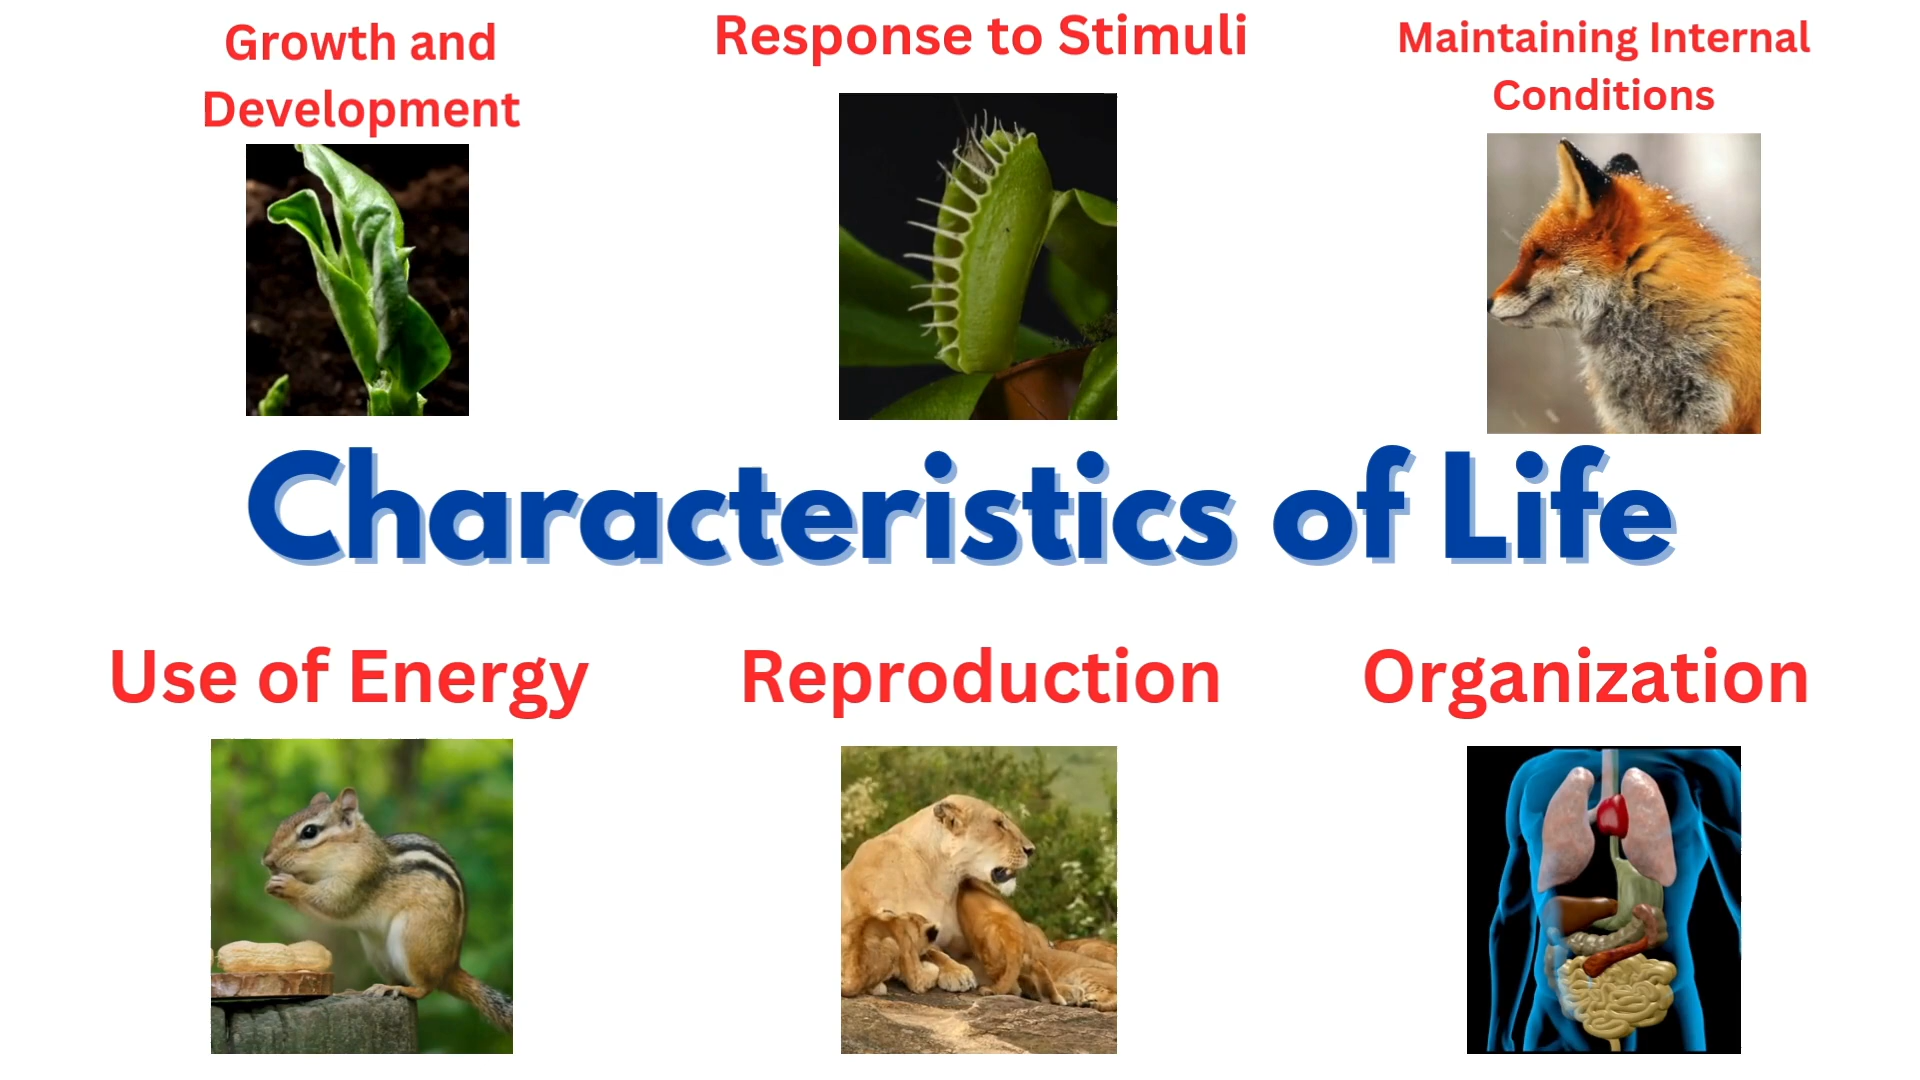 Growth and
Development
Response to Stimuli
Maintaining Internal
Conditions
Characteristics of Life
Use of Energy
Reproduction
Organization